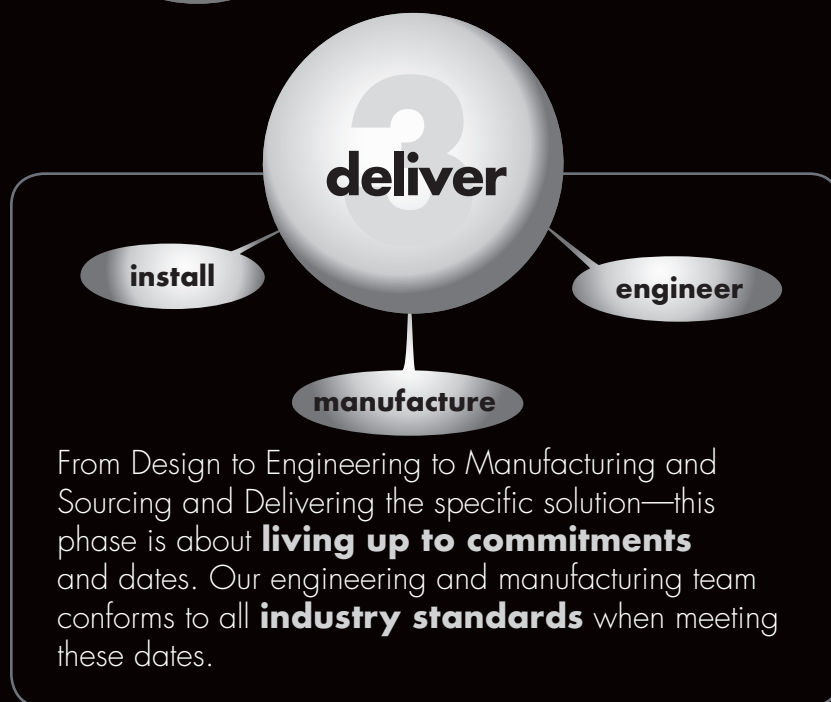 3
deliver
install
engineer
manufacture
From Design to Engineering to Manufacturing and
Sourcing and Delivering the specific solution—this
phase is about living up to commitments
and dates. Our engineering and manufacturing team
conforms to all industry standards when meeting
these dates.